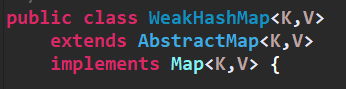 public class WeakHashMap<K,V>
    extends AbstractMap<K,V>
    implements Map<K,V> {